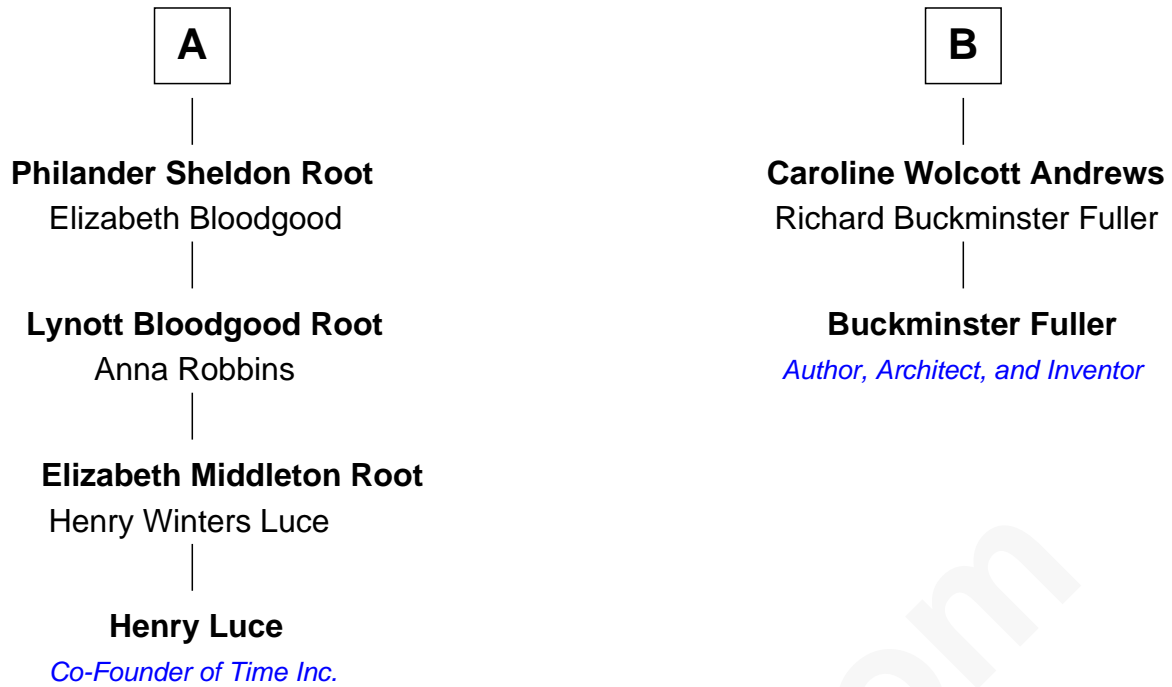 A
Philander Sheldon Root
Elizabeth Bloodgood
Lynott Bloodgood Root
Anna Robbins
Elizabeth Middleton Root
Henry Winters Luce
Henry Luce
Co-Founder of Time Inc.
B
Caroline Wolcott Andrews
Richard Buckminster Fuller
Buckminster Fuller
Author, Architect, and Inventor
om